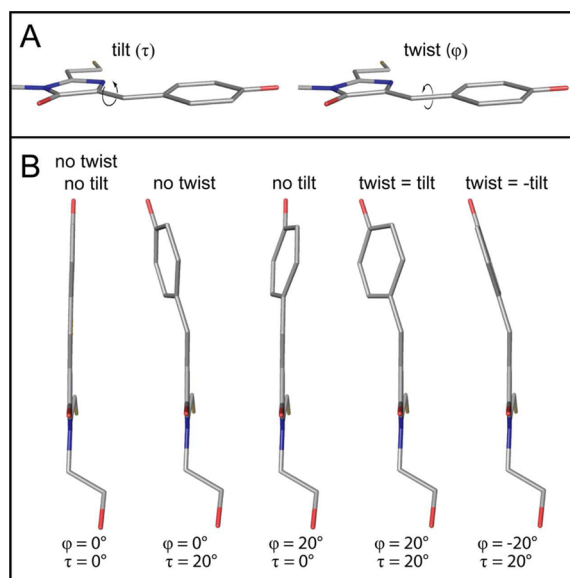 A
tilt (τ)
twist (φ)
B
no twist
no tilt
no twist
no tilt
twist = tilt
twist = -tilt
φ = 0°
τ = 0°
φ = 0°
τ = 20°
φ = 20°
τ = 0°
φ = 20°
τ = 20°
φ = -20°
τ = 20°